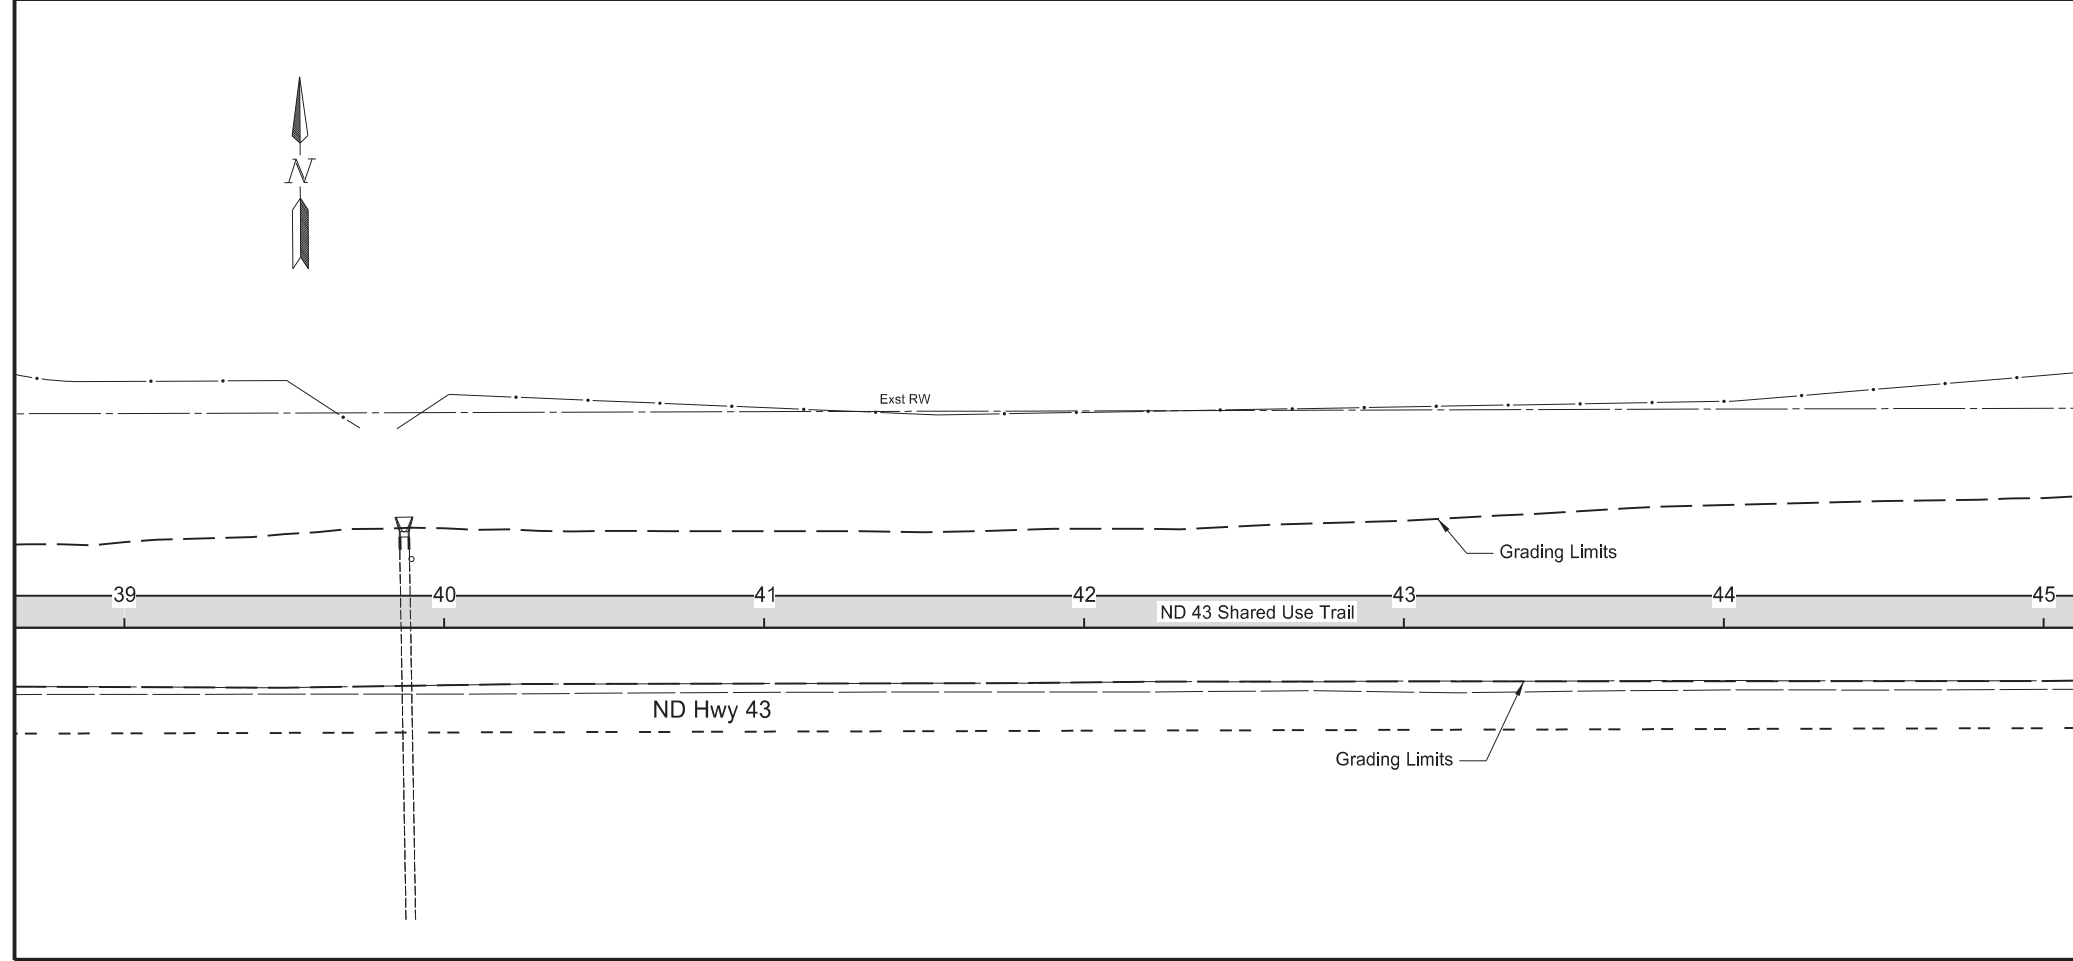 N
Exst RW
Grading Limits
39 40 41 42 43 44 45
ND 43 Shared Use Trail
ND Hwy 43
Grading Limits